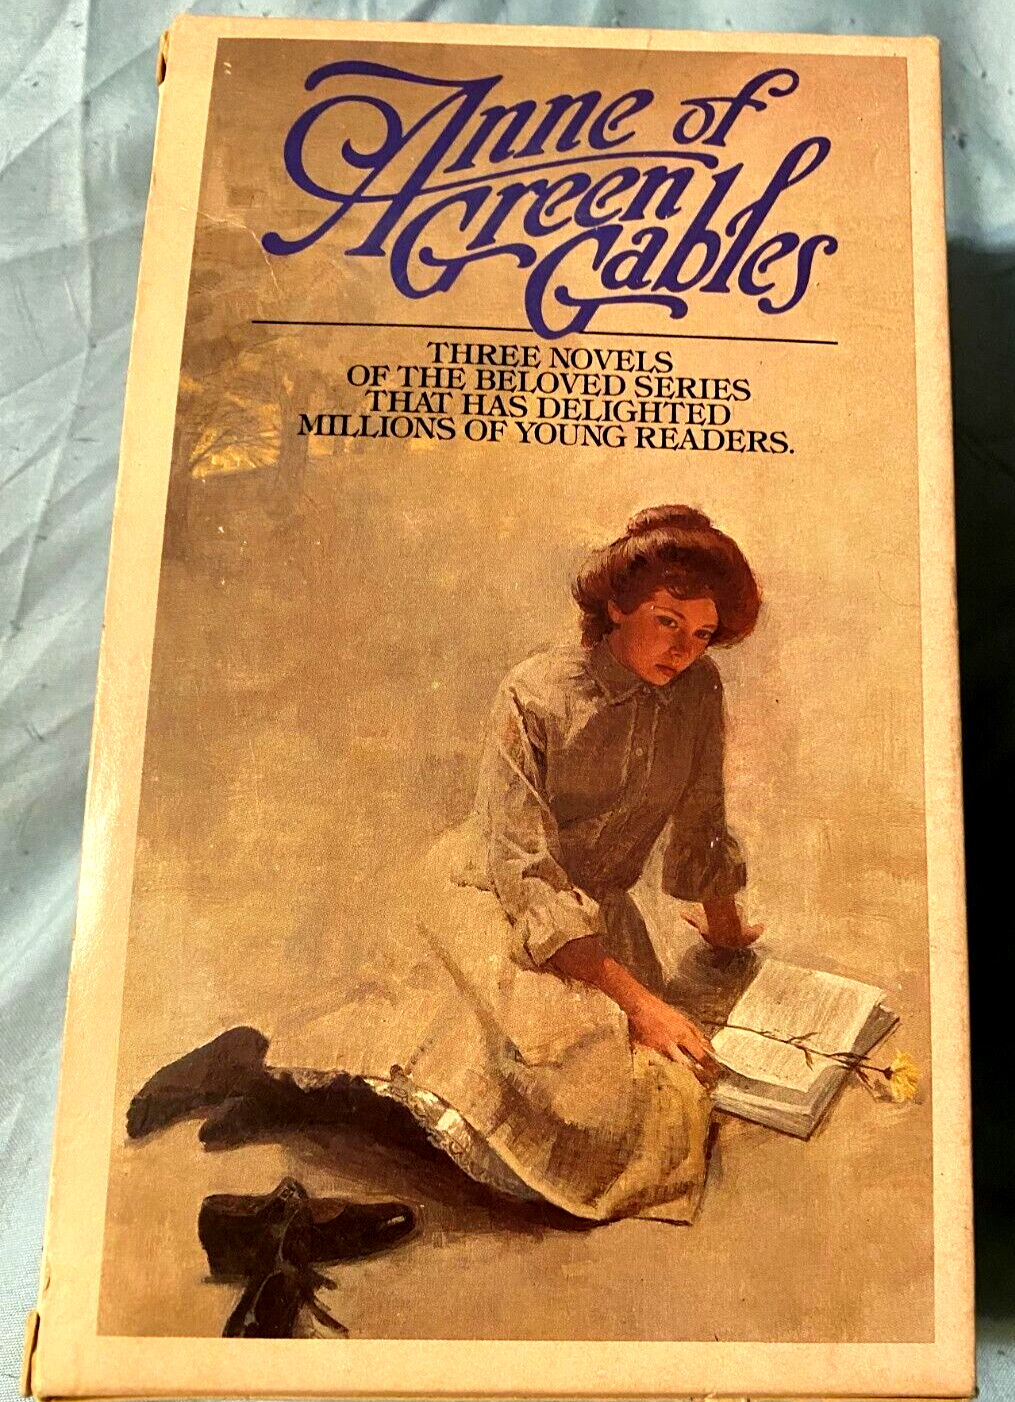 Anne of
Green
Gables
THREE NOVELS
OF THE BELOVED SERIES
THAT HAS DELIGHTED
MILLIONS OF YOUNG READERS.